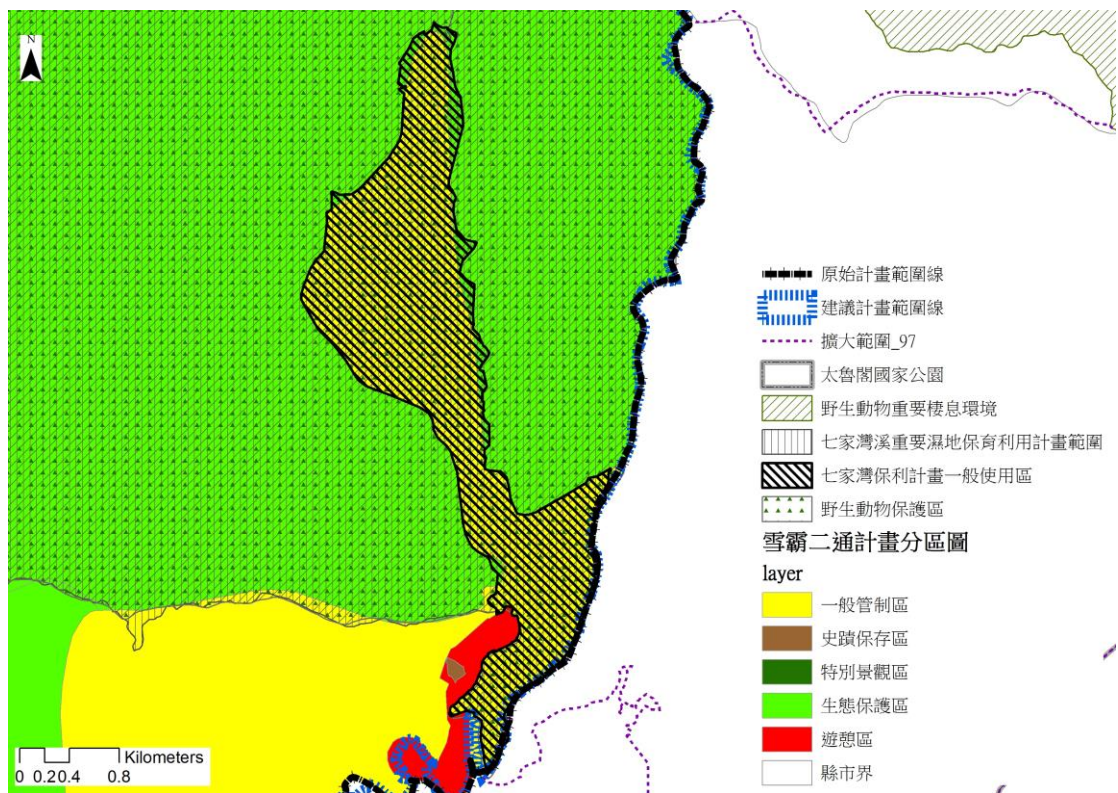 N
原始計畫範圍線
建議計畫範圍線
擴大範圍_97
太魯閣國家公園
野生動物重要棲息環境
七家灣溪重要濕地保育利用計畫範圍
七家灣保利計畫一般使用區
野生動物保護區
雪霸二通計畫分區圖
layer
一般管制區
史蹟保存區
特別景觀區
生態保護區
遊憩區
縣市界
Kilometers
0 0.20.4 0.8